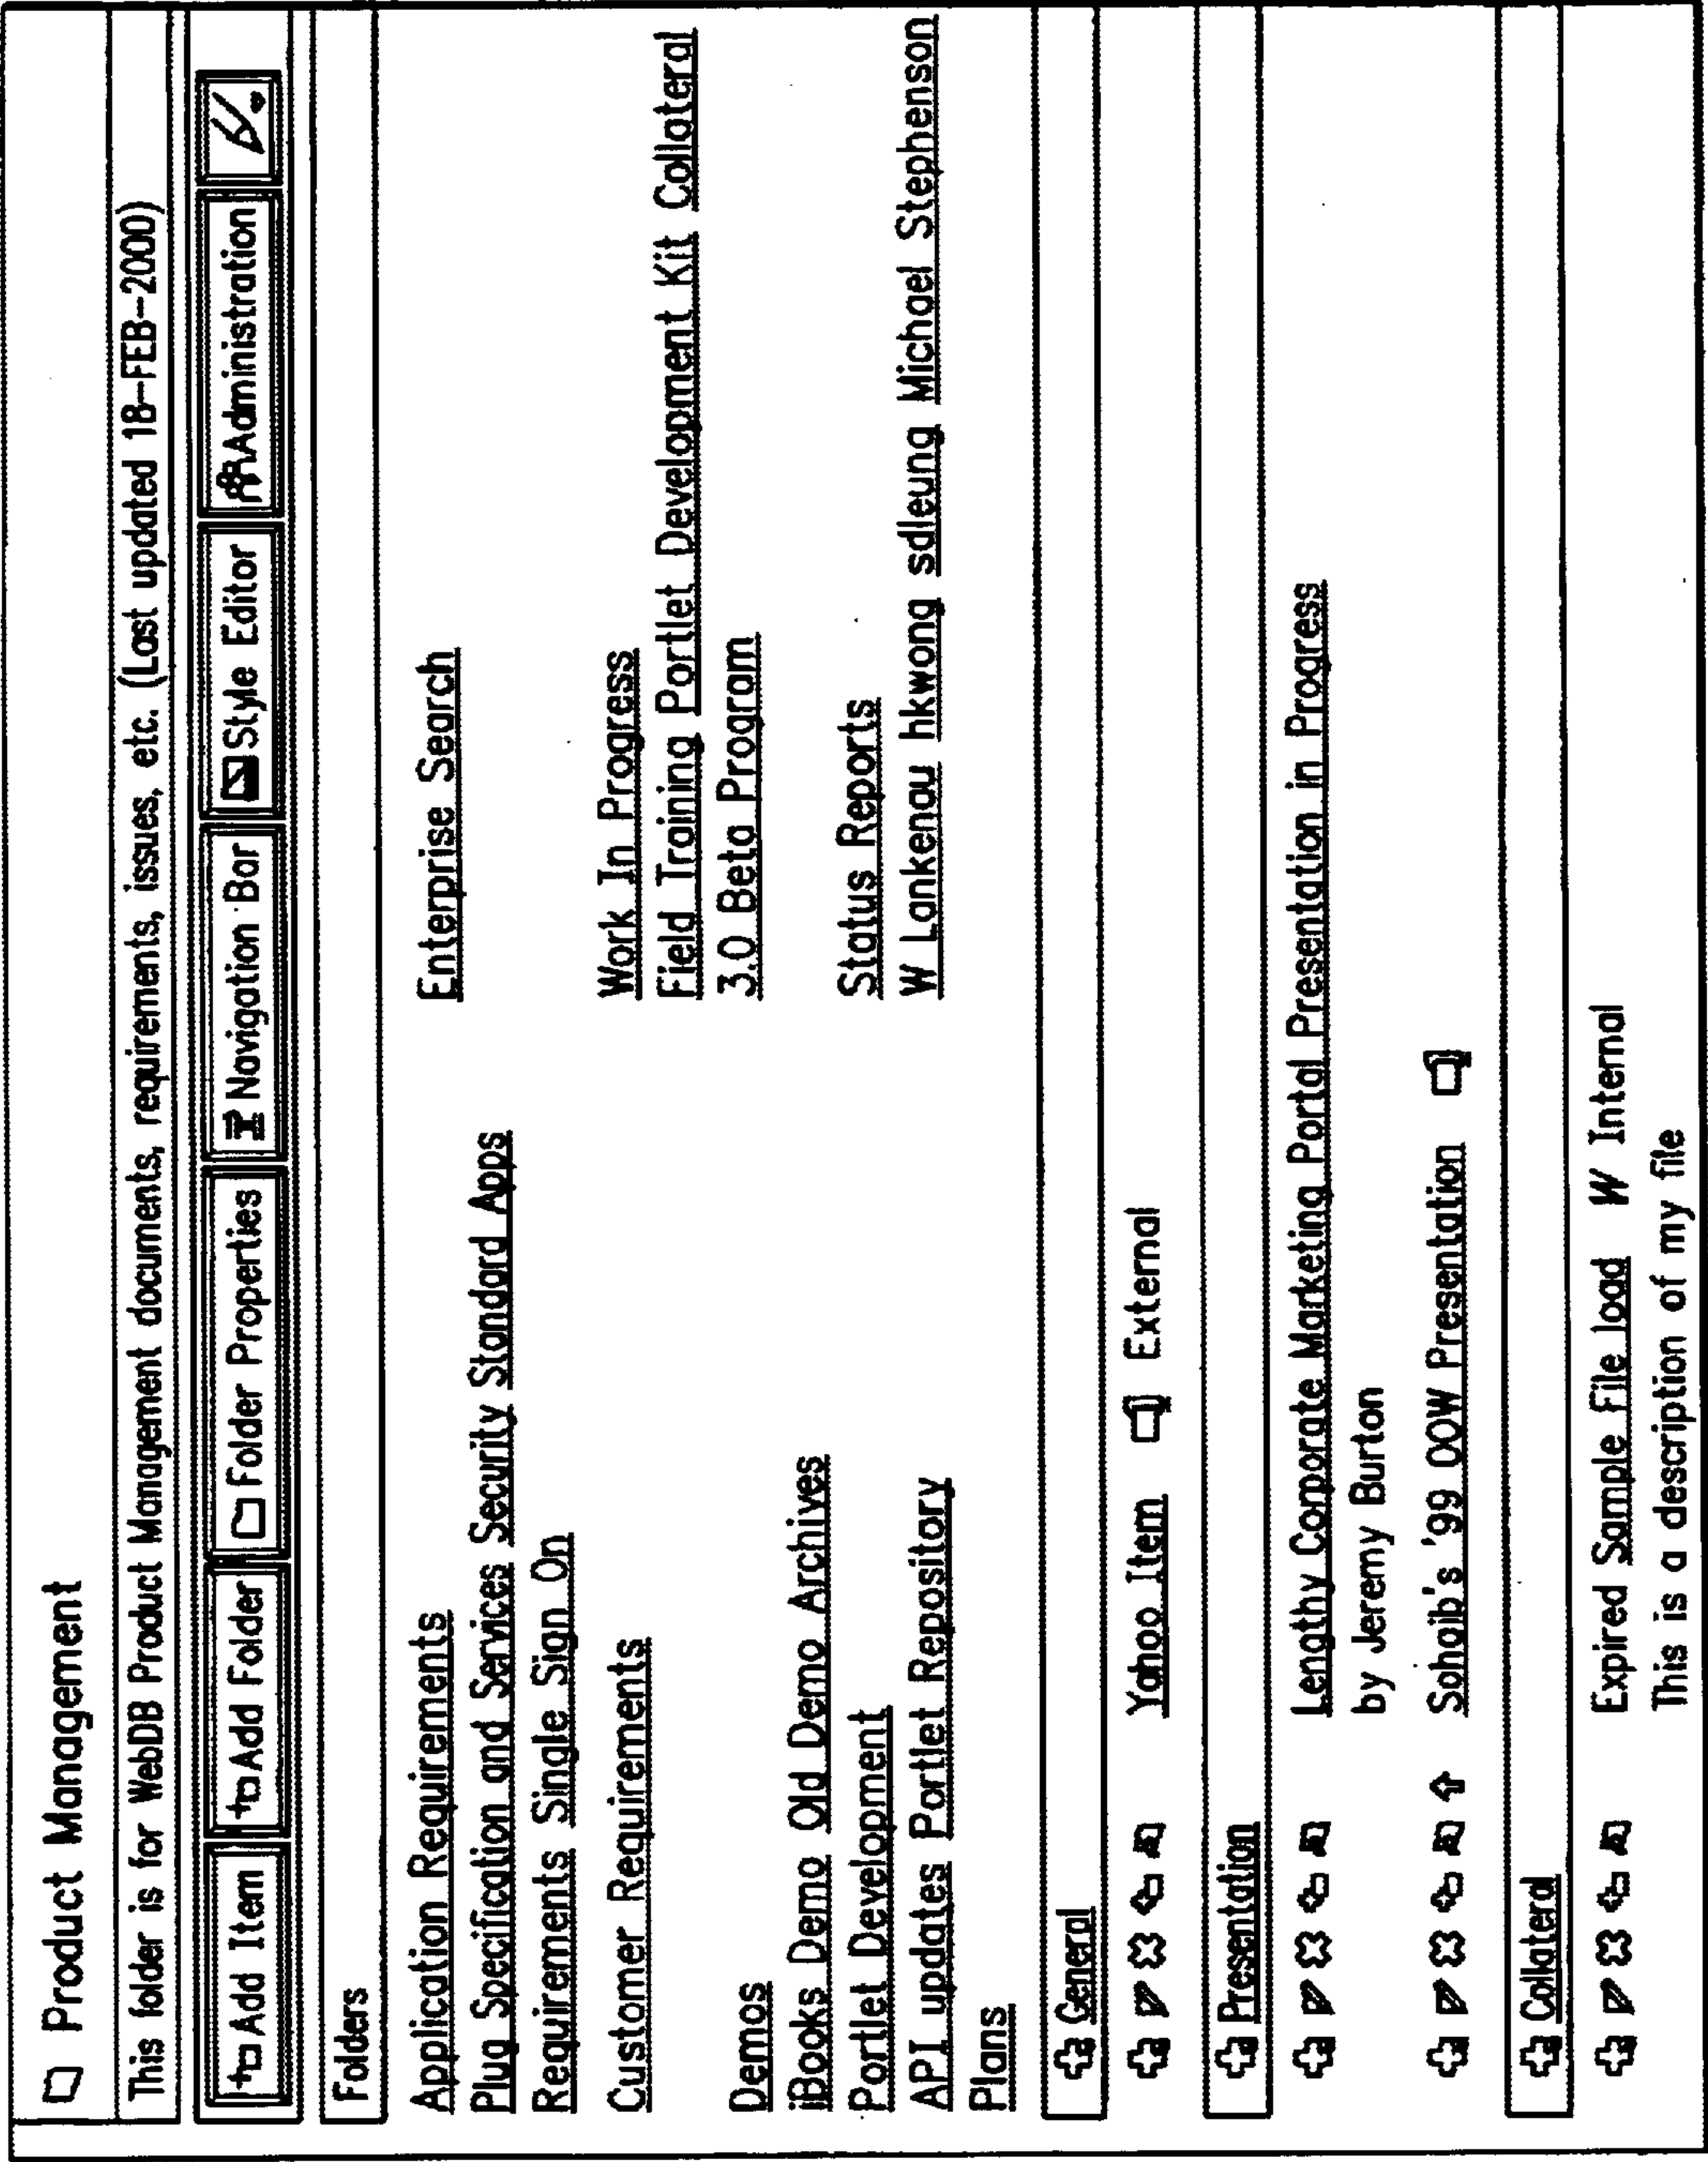 Product Management
This folder is for WebDB Product Management documents, requirements, issues, etc. (Last updated 18-FEB-2000)
Add Item Add Folder Folder Properties Navigation Bar Style Editor Administration
Folders
Application Requirements
Plug Specification and Services Security Standard Apps
Requirements Single Sign On
Customer Requirements
Demos
iBooks Demo Old Demo Archives
Portlet Development
API updates Portlet Repository
Plans
Enterprise Search
Work In Progress
Field Training Portlet Development Kit Collateral
3.0 Beta Program
Status Reports
W Lankenau hkwong sdleung Michael Stephenson
General
Yahoo Item External
Presentation
Lengthy Corporate Marketing Portal Presentation in Progress
by Jeremy Burton
Sohaib's '99 OOW Presentation
Collateral
Expired Sample File load W Internal
This is a description of my file